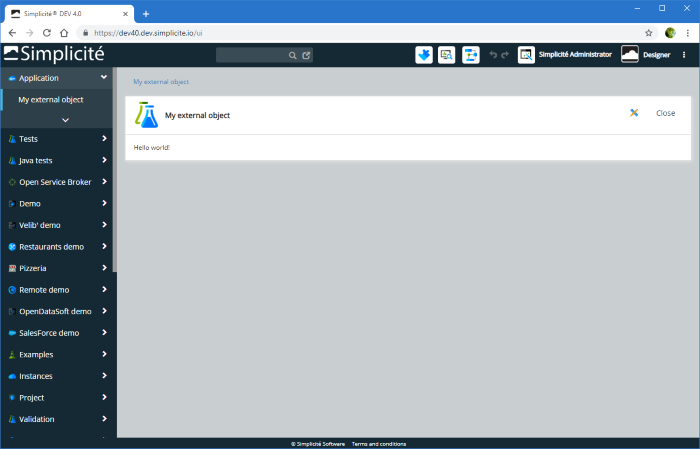 Simplicité® DEV 4.0
https://dev40.dev.simplicite.io/ui
Simplicité
Simplicité Administrator
Designer
Application
My external object
Tests
Java tests
Open Service Broker
Demo
Velib' demo
Restaurants demo
Pizzeria
Remote demo
OpenDataSoft demo
SalesForce demo
Examples
Instances
Project
Validation
My external object
My external object
Close
Hello world!
© Simplicité Software Terms and conditions